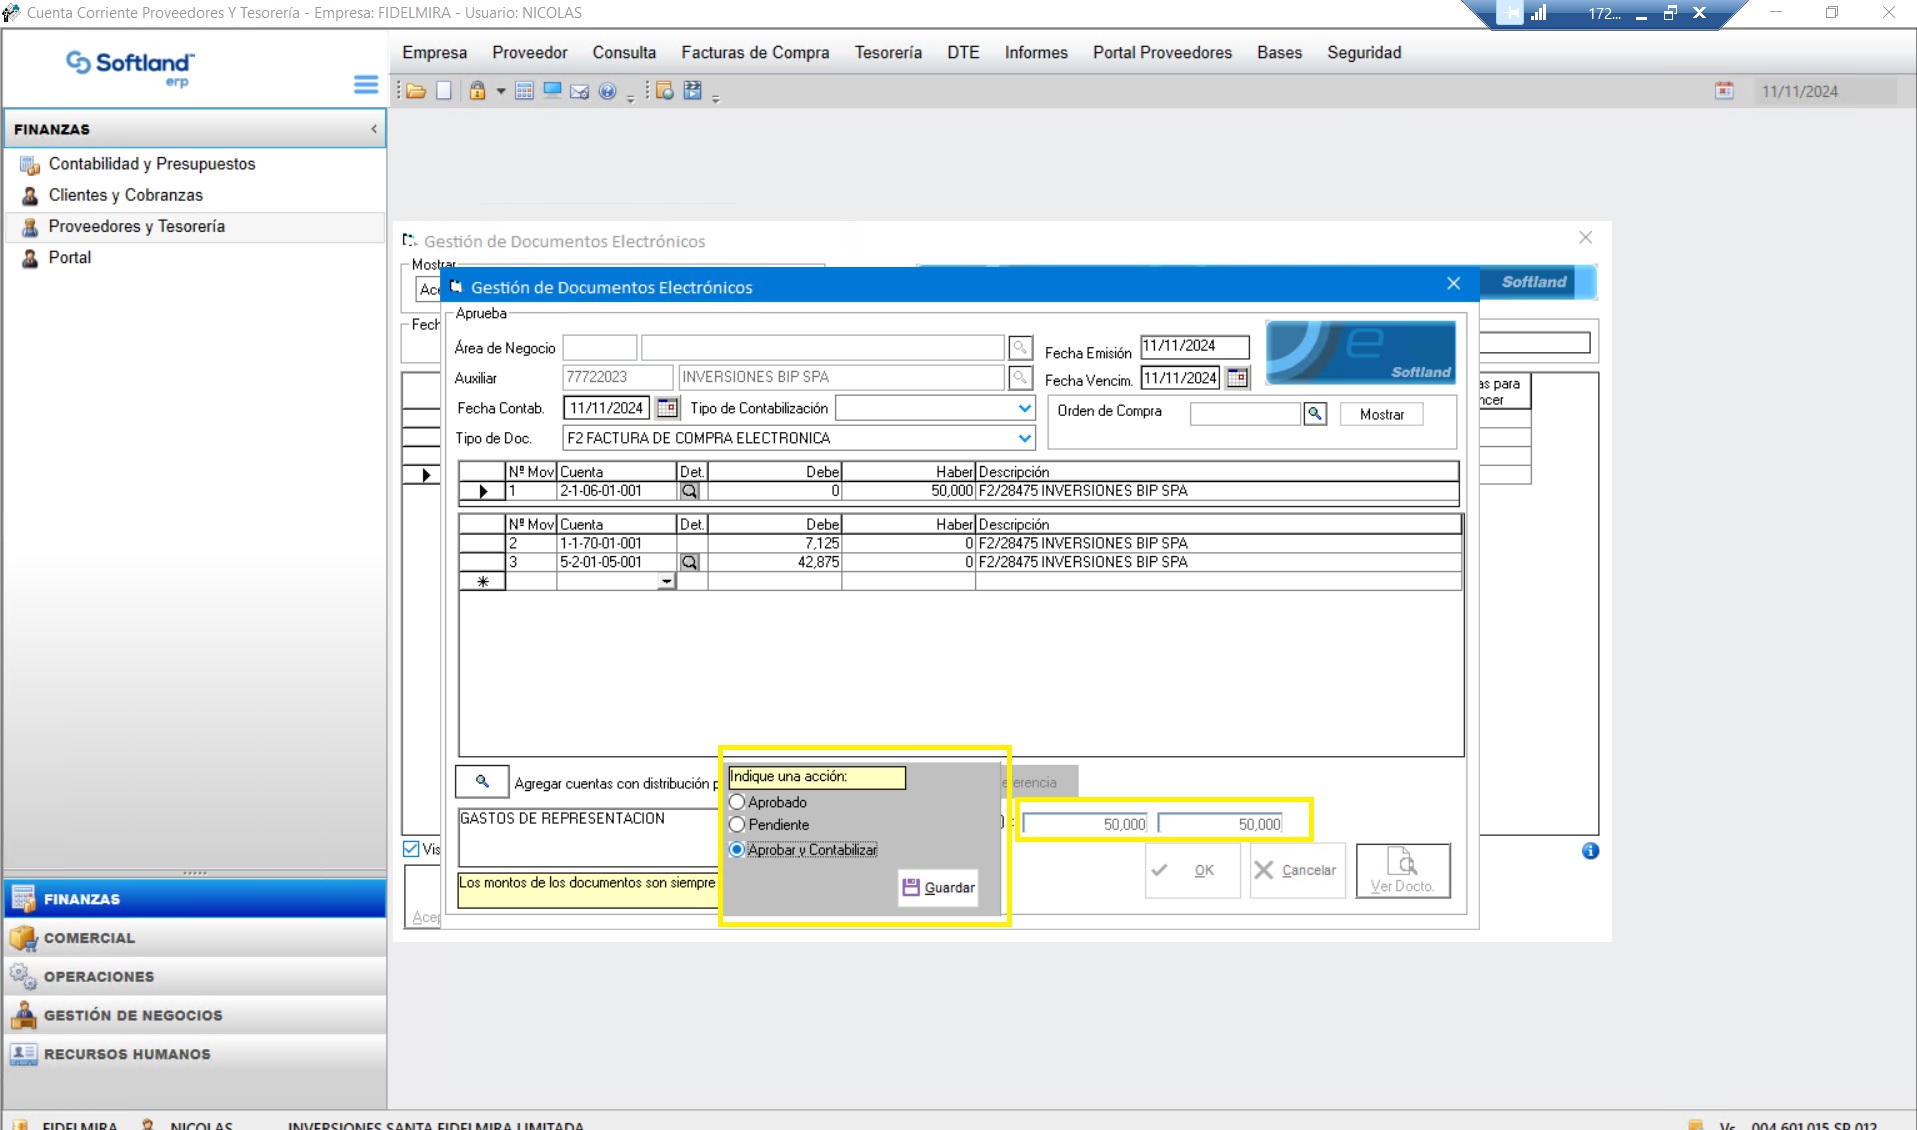 Cuenta Corriente Proveedores Y Tesorería - Empresa: FIDELMIRA - Usuario: NICOLAS
172...
Softland
erp
Empresa Proveedor Consulta Facturas de Compra Tesorería DTE Informes Portal Proveedores Bases Seguridad
11/11/2024
FINANZAS
Contabilidad y Presupuestos
Clientes y Cobranzas
Proveedores y Tesorería
Portal
Gestión de Documentos Electrónicos
Mostrar
Softland
Gestión de Documentos Electrónicos
Aprueba
Área de Negocio
Fecha Emisión 11/11/2024
Auxiliar 77722023 INVERSIONES BIP SPA
Fecha Vencim. 11/11/2024
Softland
Fecha Contab. 11/11/2024 Tipo de Contabilización
Orden de Compra Mostrar
Tipo de Doc. F2 FACTURA DE COMPRA ELECTRONICA
Nº Mov Cuenta Det. Debe Haber Descripción
1 2-1-06-01-001 0 50,000 F2/28475 INVERSIONES BIP SPA
Nº Mov Cuenta Det. Debe Haber Descripción
2 1-1-70-01-001 7,125 0 F2/28475 INVERSIONES BIP SPA
3 5-2-01-05-001 42,875 0 F2/28475 INVERSIONES BIP SPA
Agregar cuentas con distribución p
Indique una acción:
Aprobado
Pendiente
Aprobar y Contabilizar
Guardar
GASTOS DE REPRESENTACION
50,000 50,000
Los montos de los documentos son siempre
OK Cancelar Ver Docto.
FINANZAS
COMERCIAL
OPERACIONES
GESTIÓN DE NEGOCIOS
RECURSOS HUMANOS
FIDELMIRA NICOLAS INVERSIONES SANTA FIDELMIRA LIMITADA Vs. 004.601.015 SP 012